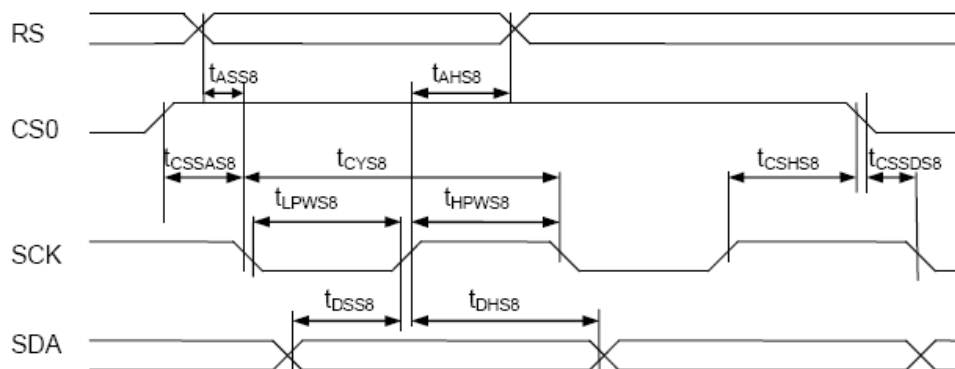 RS
tASS8 tAHS8
CS0
tCSSAS8 tCYS8 tCSHS8 tCSSDS8
tLPWS8 tHPWS8
SCK
tDSS8 tDHS8
SDA